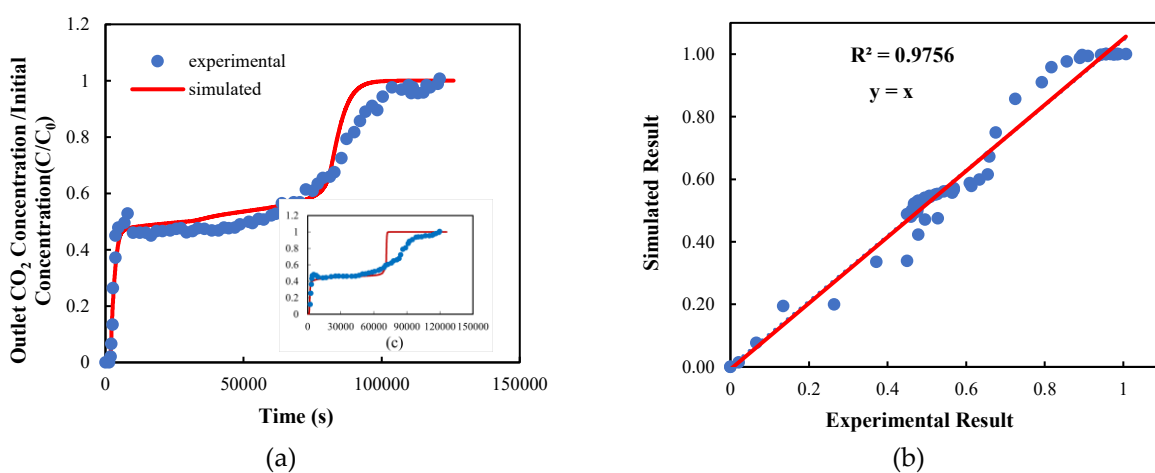 Outlet CO₂ Concentration /Initial
Concentration(C/C₀)
1.2
1
0.8
0.6
0.4
0.2
0
experimental
simulated
1.2
1
0.8
0.6
0.4
0.2
0
0 30000 60000 90000 120000 150000
(c)
0 50000 100000 150000
Time (s)
(a)
Simulated Result
1.00
0.80
0.60
0.40
0.20
0.00
R² = 0.9756
y = x
0 0.2 0.4 0.6 0.8 1
Experimental Result
(b)